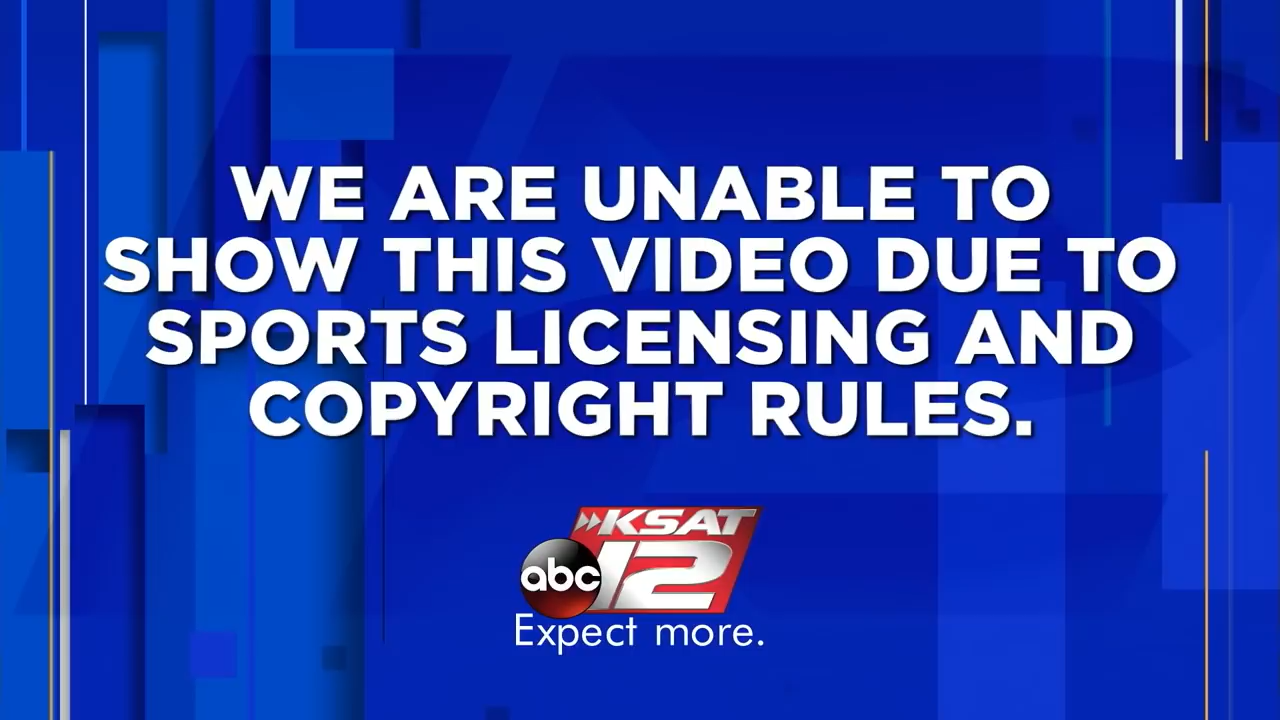 WE ARE UNABLE TO
SHOW THIS VIDEO DUE TO
SPORTS LICENSING AND
COPYRIGHT RULES.
KSAT
abc 12
Expect more.